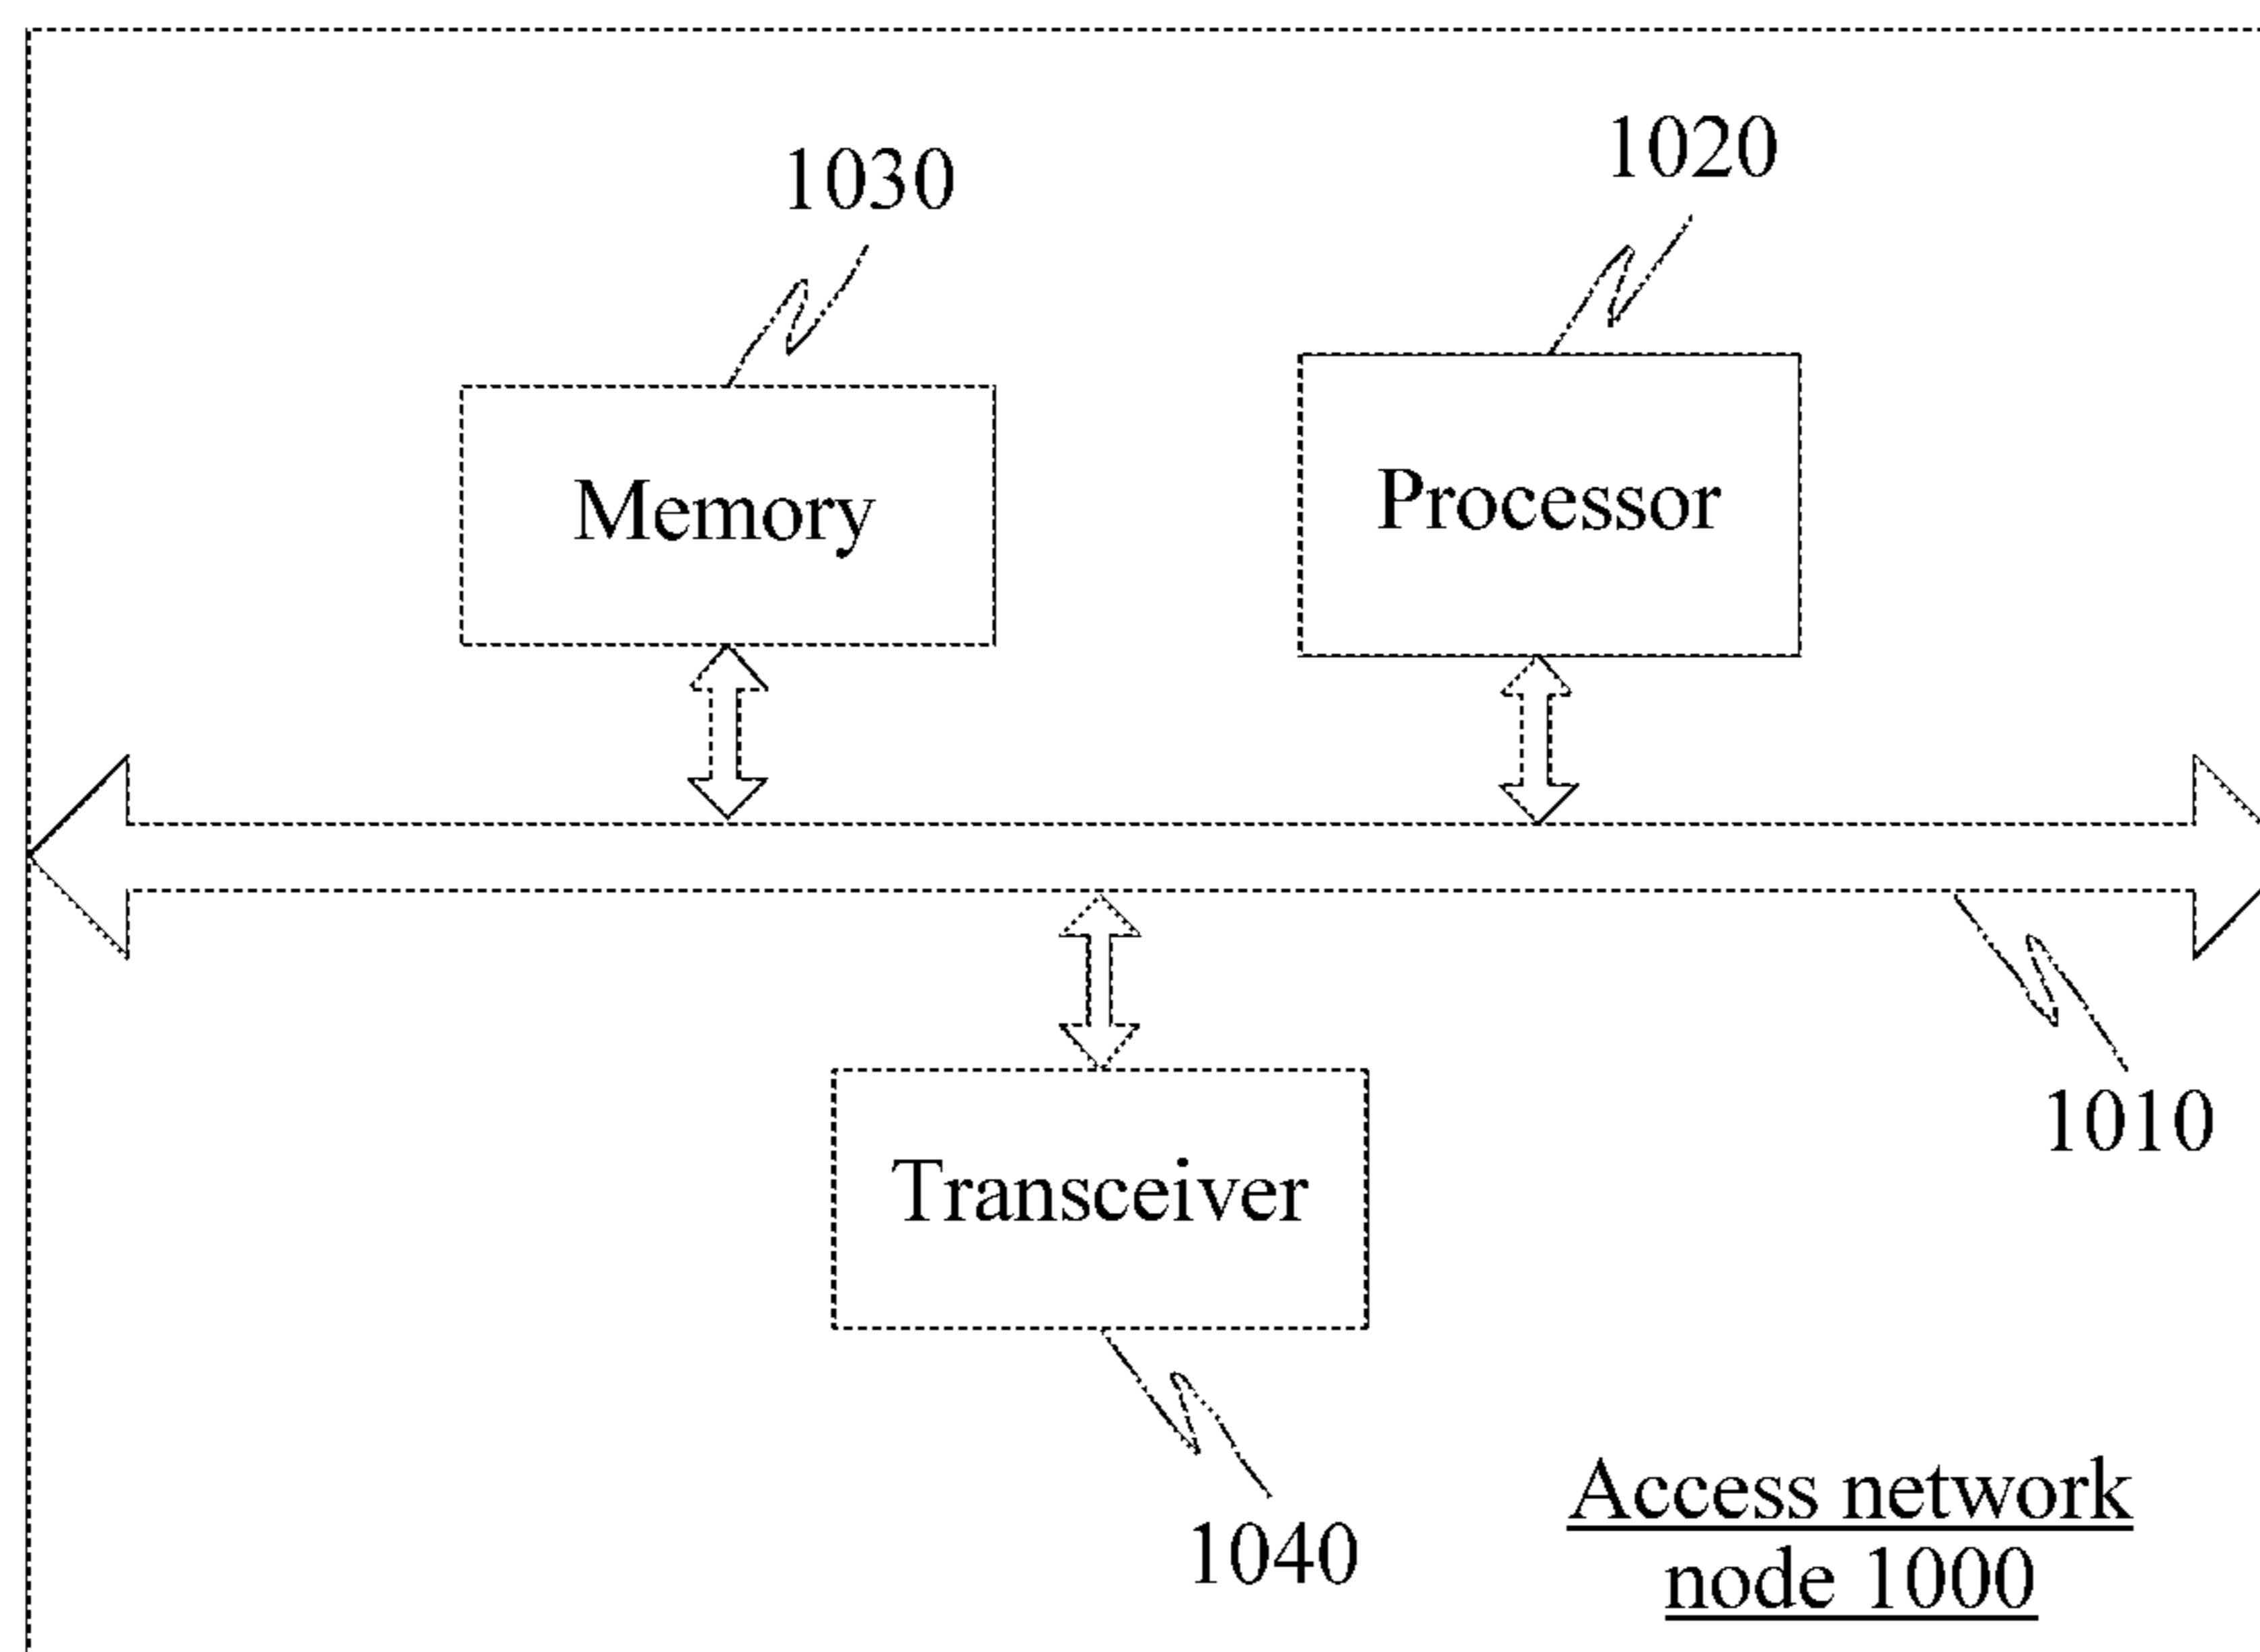 1030
1020
Memory
Processor
1010
Transceiver
1040
Access network
node 1000